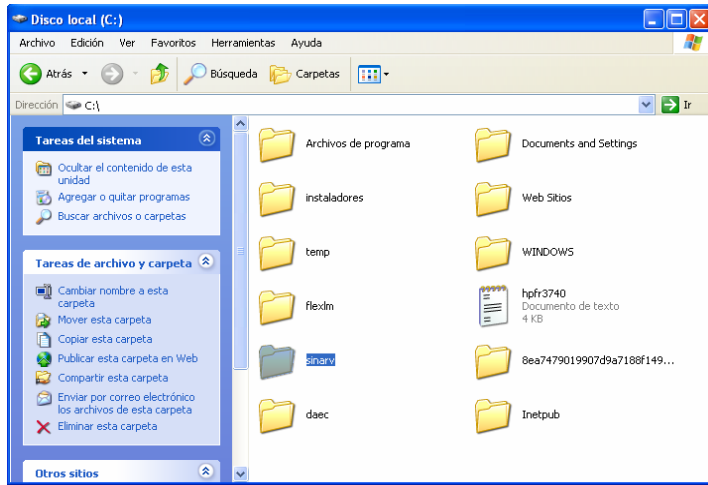 Disco local (C:)
Archivo Edición Ver Favoritos Herramientas Ayuda
Atrás Búsqueda Carpetas
Dirección C:\ Ir
Tareas del sistema
Ocultar el contenido de esta
unidad
Agregar o quitar programas
Buscar archivos o carpetas
Tareas de archivo y carpeta
Cambiar nombre a esta
carpeta
Mover esta carpeta
Copiar esta carpeta
Publicar esta carpeta en Web
Compartir esta carpeta
Enviar por correo electrónico
los archivos de esta carpeta
Eliminar esta carpeta
Otros sitios
Archivos de programa Documents and Settings
instaladores Web Sitios
temp WINDOWS
flexlm hpfr3740
Documento de texto
4 KB
sinarv 8ea7479019907d9a7188f149...
daec Inetpub